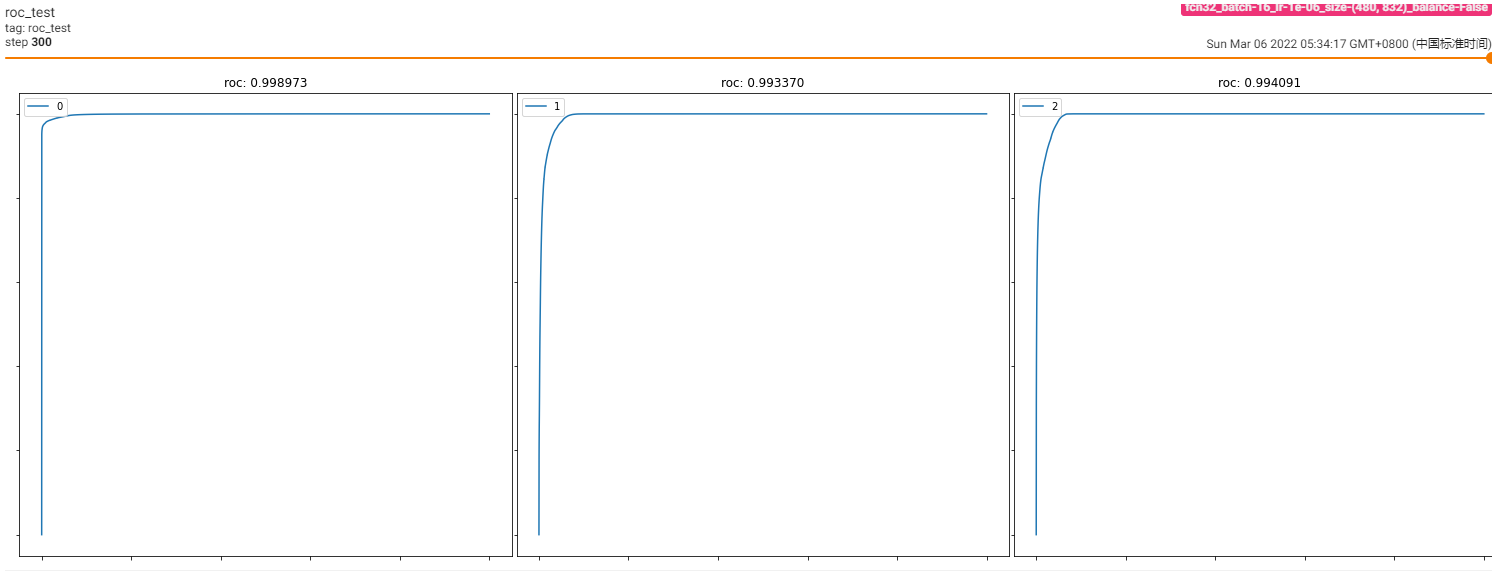 roc_test
fcn32_batch-16_lr-1e-06_size-(480, 832)_balance-False
tag: roc_test
step 300
Sun Mar 06 2022 05:34:17 GMT+0800 (中国标准时间)
roc: 0.998973
roc: 0.993370
roc: 0.994091
0
1
2